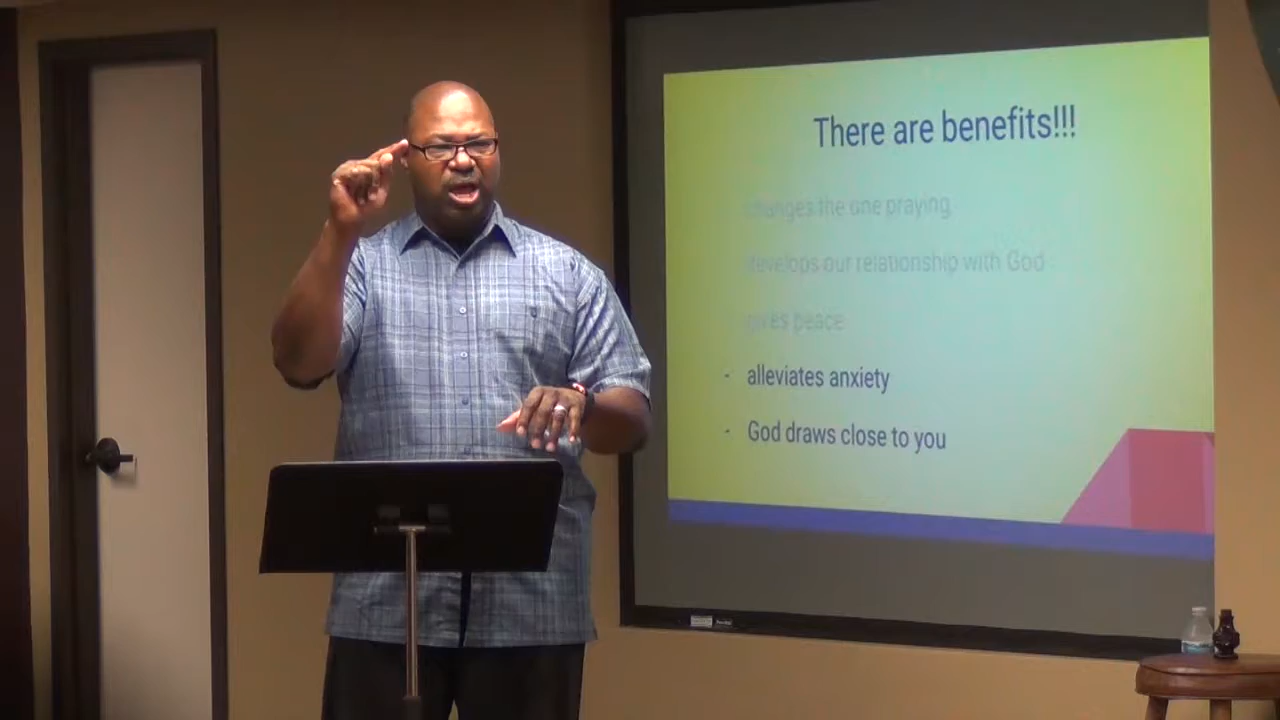 There are benefits!!!
changes the one praying
develops our relationship with God
gives peace
- alleviates anxiety
- God draws close to you